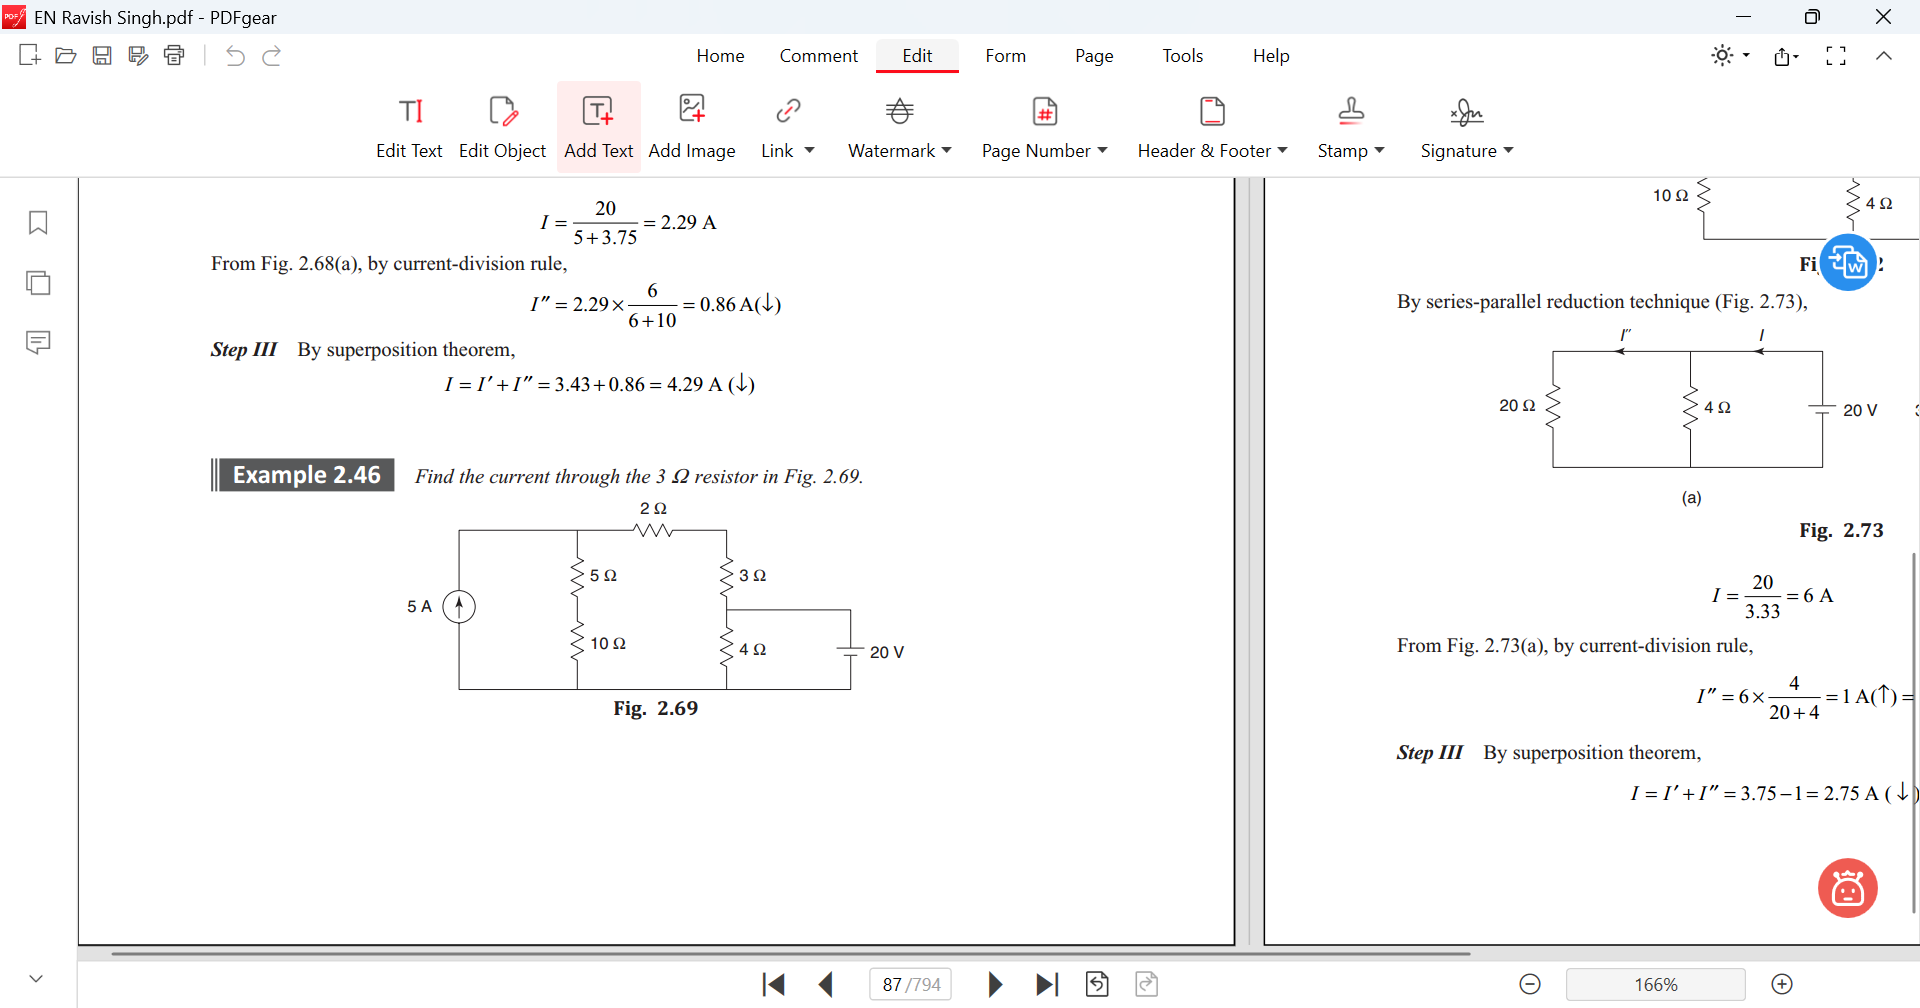 EN Ravish Singh.pdf - PDFgear
Home Comment Edit Form Page Tools Help
Edit Text Edit Object Add Text Add Image Link Watermark Page Number Header & Footer Stamp Signature
I = 20 / (5 + 3.75) = 2.29 A
From Fig. 2.68(a), by current-division rule,
I″ = 2.29 × 6 / (6 + 10) = 0.86 A(↓)
Step III By superposition theorem,
I = I′ + I″ = 3.43 + 0.86 = 4.29 A (↓)
Example 2.46 Find the current through the 3 Ω resistor in Fig. 2.69.
2 Ω
5 Ω
3 Ω
5 A
10 Ω
4 Ω
20 V
Fig. 2.69
10 Ω
4 Ω
By series-parallel reduction technique (Fig. 2.73),
I″ I
20 Ω
4 Ω
20 V
(a)
Fig. 2.73
I = 20 / 3.33 = 6 A
From Fig. 2.73(a), by current-division rule,
I″ = 6 × 4 / (20 + 4) = 1 A(↑) =
Step III By superposition theorem,
I = I′ + I″ = 3.75 − 1 = 2.75 A (↓)
87 /794
166%